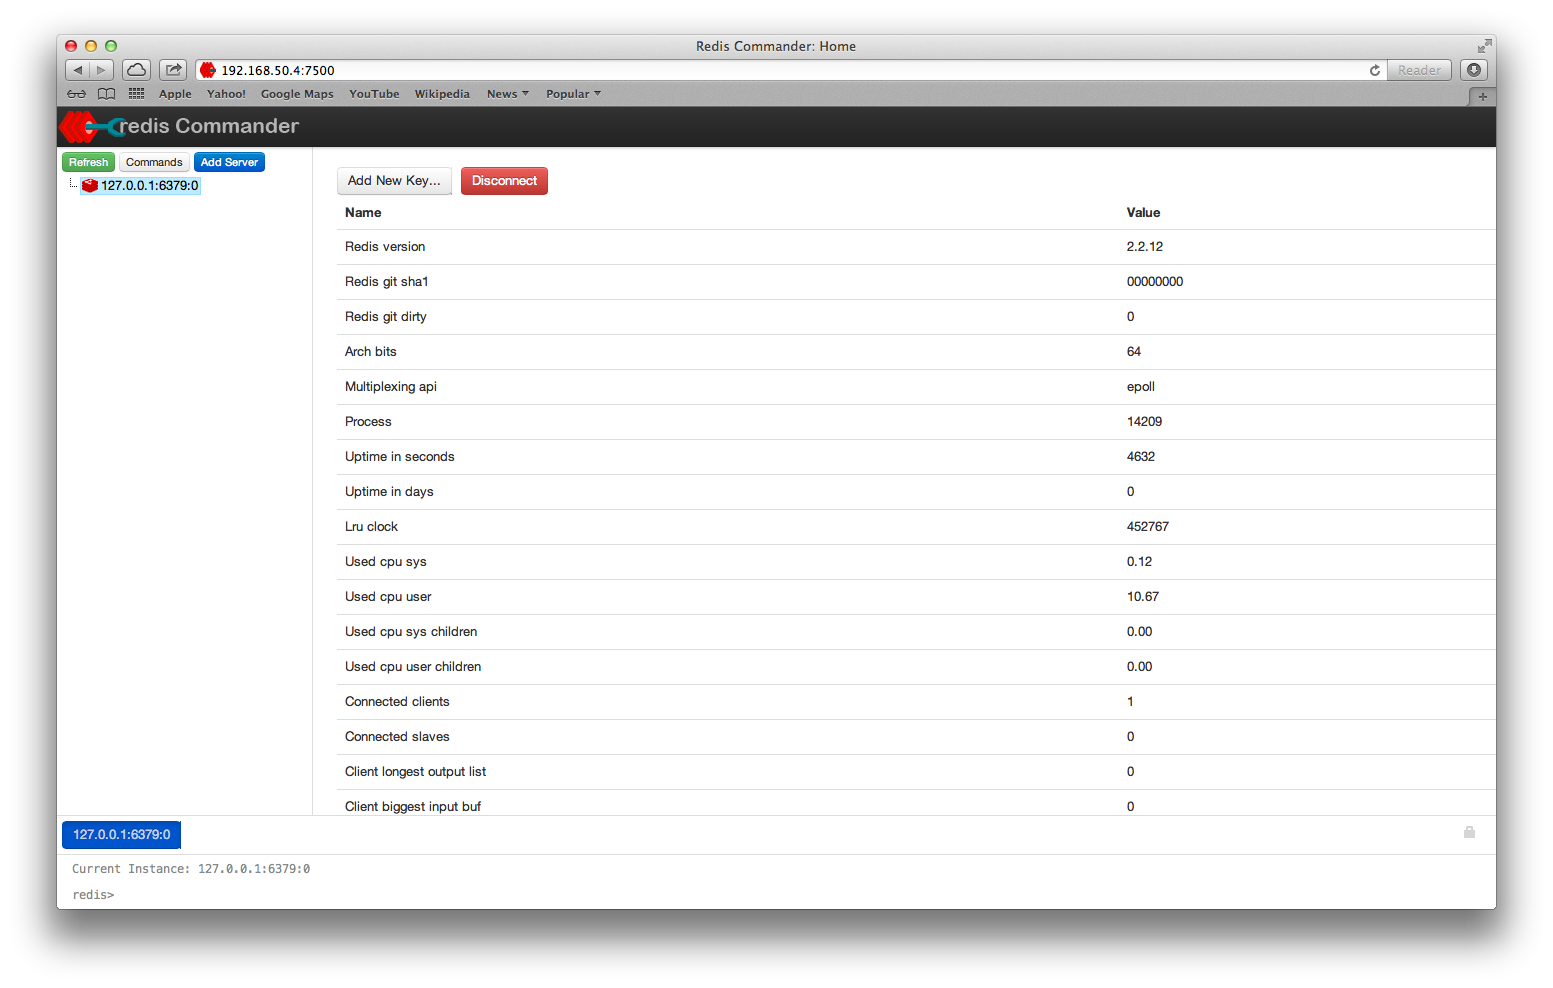 Redis Commander: Home
192.168.50.4:7500
Reader
Apple Yahoo! Google Maps YouTube Wikipedia News Popular
redis Commander
Refresh Commands Add Server
127.0.0.1:6379:0
Add New Key... Disconnect
Name Value
Redis version 2.2.12
Redis git sha1 00000000
Redis git dirty 0
Arch bits 64
Multiplexing api epoll
Process 14209
Uptime in seconds 4632
Uptime in days 0
Lru clock 452767
Used cpu sys 0.12
Used cpu user 10.67
Used cpu sys children 0.00
Used cpu user children 0.00
Connected clients 1
Connected slaves 0
Client longest output list 0
Client biggest input buf 0
127.0.0.1:6379:0
Current Instance: 127.0.0.1:6379:0
redis>